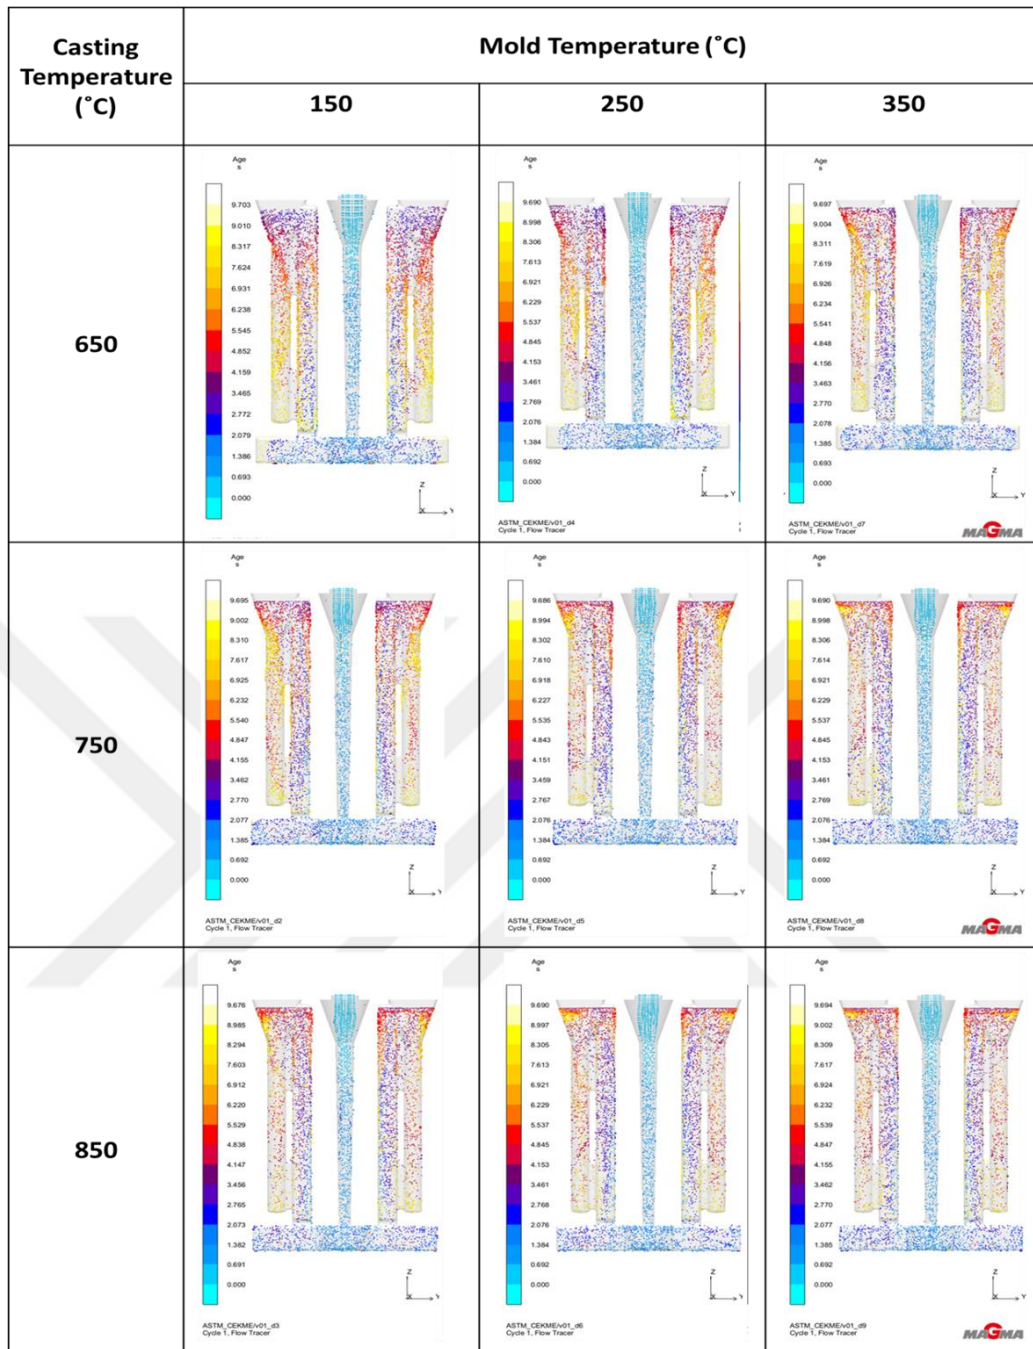 Casting
Temperature
(˚C)
Mold Temperature (˚C)
150
250
350
650
Age
s
9.703
9.010
8.317
7.624
6.931
6.238
5.545
4.852
4.159
3.465
2.772
2.079
1.386
0.693
0.000
Z
X
Y
Age
s
9.690
8.998
8.306
7.613
6.921
6.229
5.537
4.845
4.153
3.461
2.769
2.076
1.384
0.692
0.000
Z
X
Y
ASTM_CEKME/v01_d4
Cycle 1, Flow Tracer
Age
s
9.697
9.004
8.311
7.619
6.926
6.234
5.541
4.848
4.156
3.463
2.770
2.078
1.385
0.693
0.000
Z
X
Y
ASTM_CEKME/v01_d7
Cycle 1, Flow Tracer
MAGMA
750
Age
s
9.695
9.002
8.310
7.617
6.925
6.232
5.540
4.847
4.155
3.462
2.770
2.077
1.385
0.692
0.000
Z
X
Y
ASTM_CEKME/v01_d2
Cycle 1, Flow Tracer
Age
s
9.686
8.994
8.302
7.610
6.918
6.227
5.535
4.843
4.151
3.459
2.767
2.076
1.384
0.692
0.000
Z
X
Y
ASTM_CEKME/v01_d5
Cycle 1, Flow Tracer
Age
s
9.690
8.998
8.306
7.614
6.922
6.229
5.537
4.845
4.153
3.461
2.769
2.076
1.384
0.692
0.000
Z
X
Y
ASTM_CEKME/v01_d8
Cycle 1, Flow Tracer
MAGMA
850
Age
s
9.676
8.985
8.294
7.603
6.912
6.220
5.529
4.838
4.147
3.456
2.765
2.073
1.382
0.691
0.000
Z
X
Y
ASTM_CEKME/v01_d3
Cycle 1, Flow Tracer
Age
s
9.690
8.997
8.305
7.613
6.921
6.229
5.537
4.845
4.153
3.461
2.768
2.076
1.384
0.692
0.000
Z
X
Y
ASTM_CEKME/v01_d6
Cycle 1, Flow Tracer
Age
s
9.694
9.002
8.309
7.617
6.924
6.232
5.539
4.847
4.155
3.462
2.770
2.077
1.385
0.692
0.000
Z
X
Y
ASTM_CEKME/v01_d9
Cycle 1, Flow Tracer
MAGMA